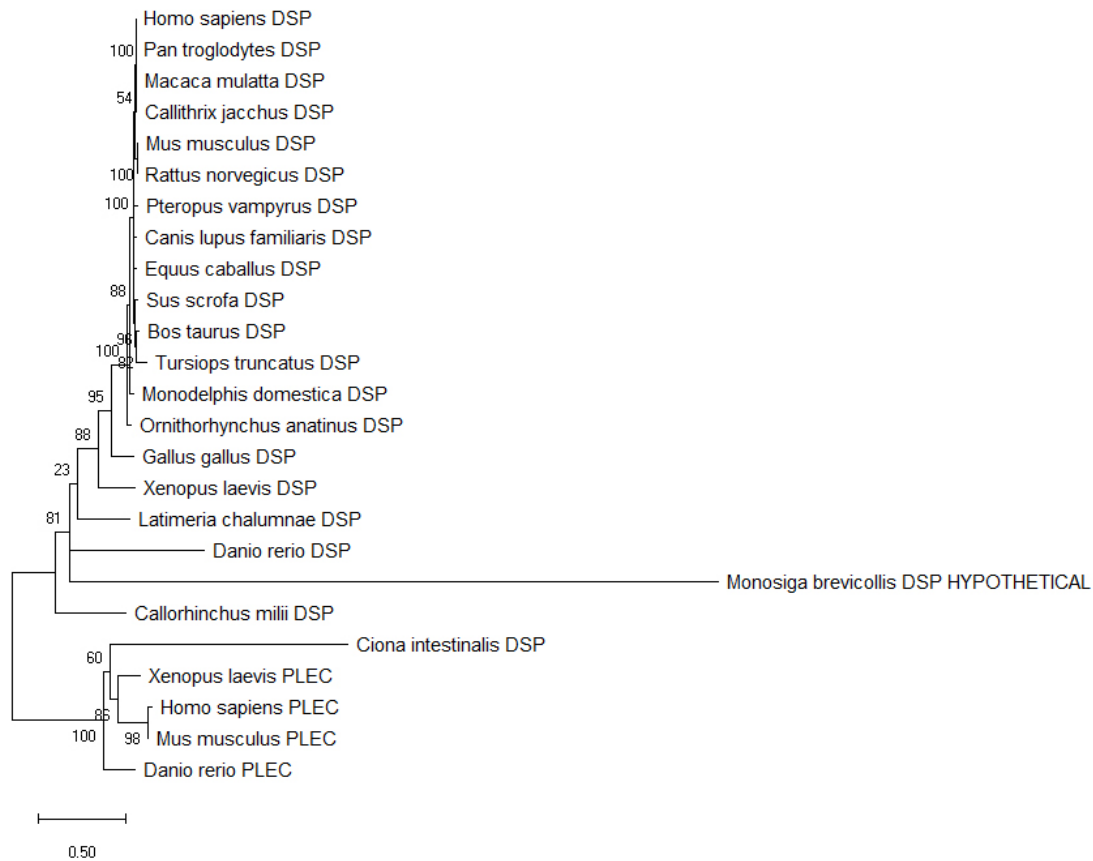 Homo sapiens DSP
100
Pan troglodytes DSP
Macaca mulatta DSP
54
Callithrix jacchus DSP
Mus musculus DSP
100
Rattus norvegicus DSP
100
Pteropus vampyrus DSP
Canis lupus familiaris DSP
Equus caballus DSP
88
Sus scrofa DSP
Bos taurus DSP
96
100
82
Tursiops truncatus DSP
Monodelphis domestica DSP
95
Ornithorhynchus anatinus DSP
88
Gallus gallus DSP
23
Xenopus laevis DSP
81
Latimeria chalumnae DSP
Danio rerio DSP
Monosiga brevicollis DSP HYPOTHETICAL
Callorhinchus milii DSP
Ciona intestinalis DSP
60
Xenopus laevis PLEC
Homo sapiens PLEC
86
100
98
Mus musculus PLEC
Danio rerio PLEC
0.50